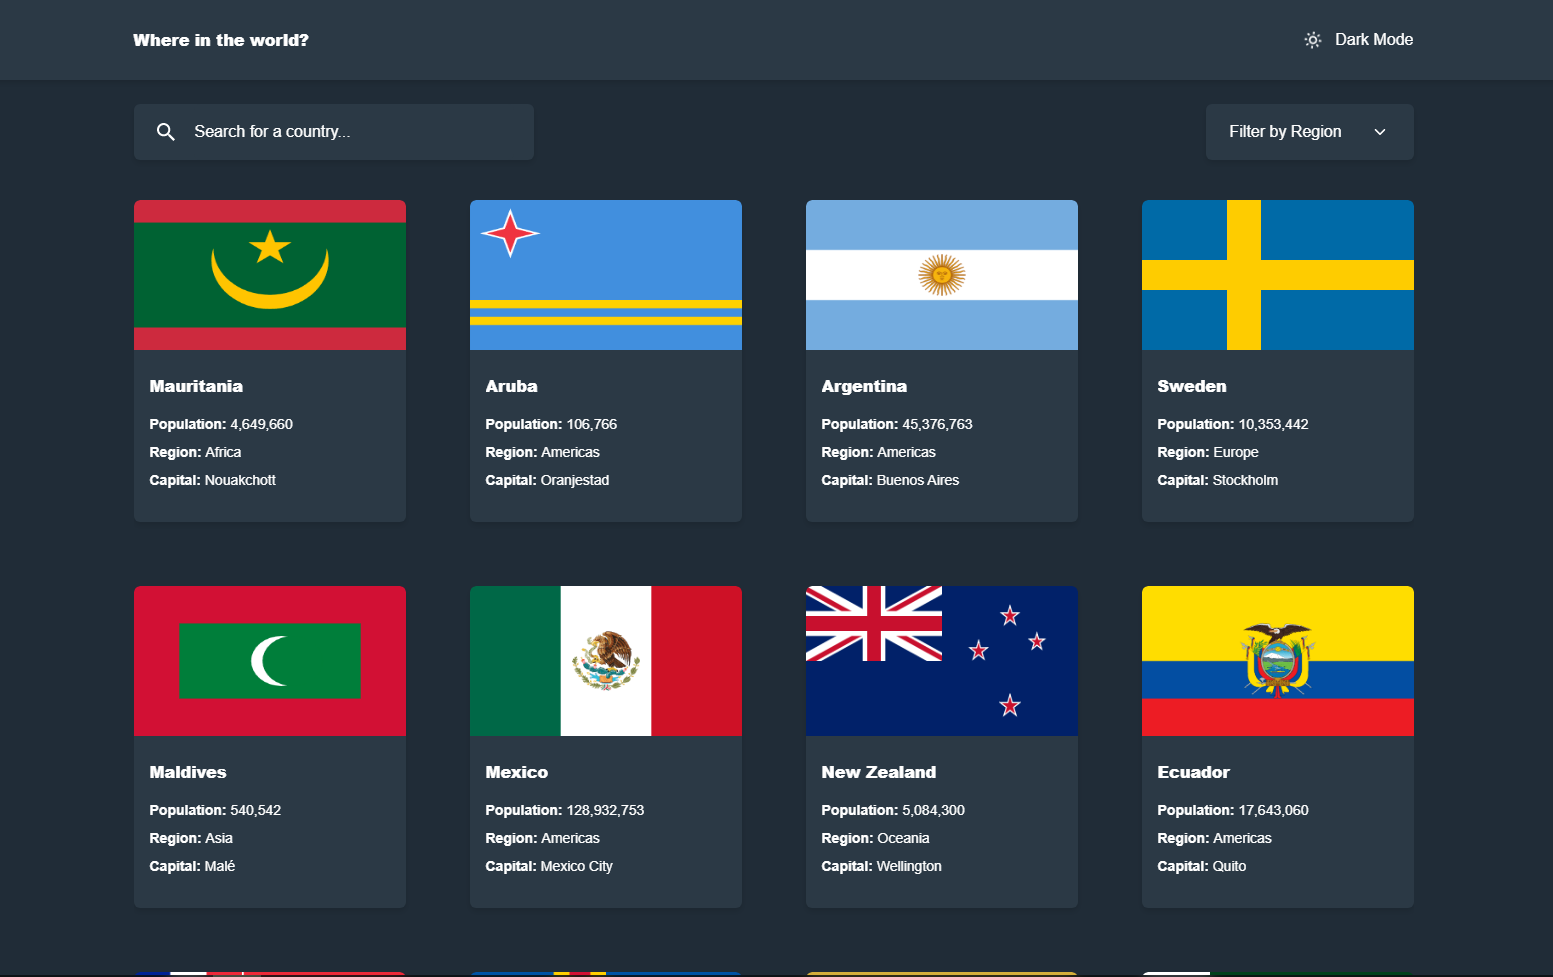 Where in the world?
Dark Mode
Search for a country...
Filter by Region
Mauritania
Population: 4,649,660
Region: Africa
Capital: Nouakchott
Aruba
Population: 106,766
Region: Americas
Capital: Oranjestad
Argentina
Population: 45,376,763
Region: Americas
Capital: Buenos Aires
Sweden
Population: 10,353,442
Region: Europe
Capital: Stockholm
Maldives
Population: 540,542
Region: Asia
Capital: Malé
Mexico
Population: 128,932,753
Region: Americas
Capital: Mexico City
New Zealand
Population: 5,084,300
Region: Oceania
Capital: Wellington
Ecuador
Population: 17,643,060
Region: Americas
Capital: Quito